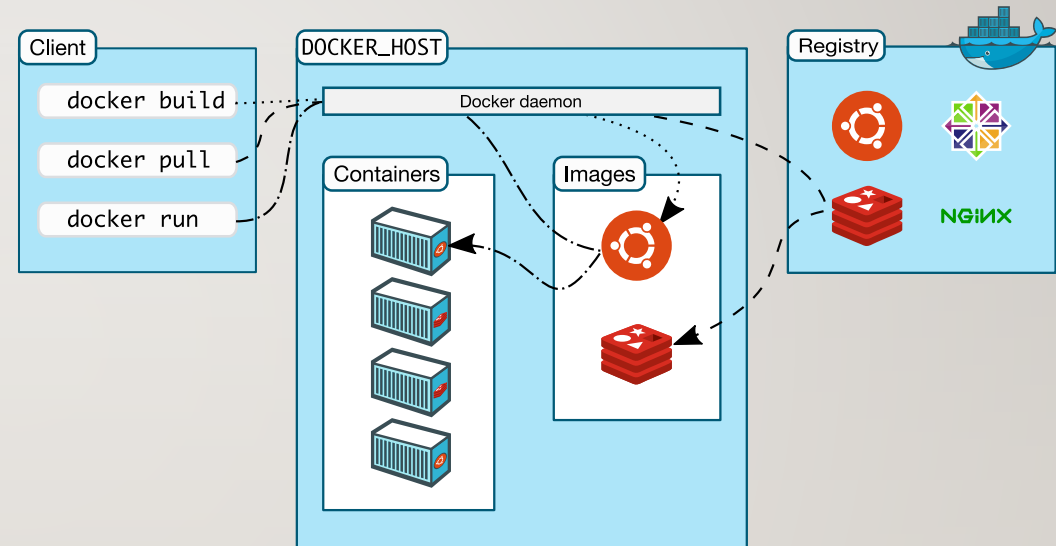 Client
docker build
docker pull
docker run
DOCKER_HOST
Docker daemon
Containers
Images
Registry
NGINX